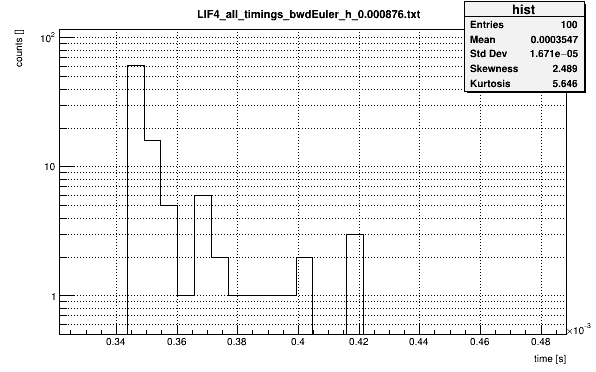 LIF4_all_timings_bwdEuler_h_0.000876.txt
hist
Entries 100
Mean 0.0003547
Std Dev 1.671e−05
Skewness 2.489
Kurtosis 5.646
counts []
10²
10
1
0.34 0.36 0.38 0.4 0.42 0.44 0.46 0.48
×10⁻³
time [s]